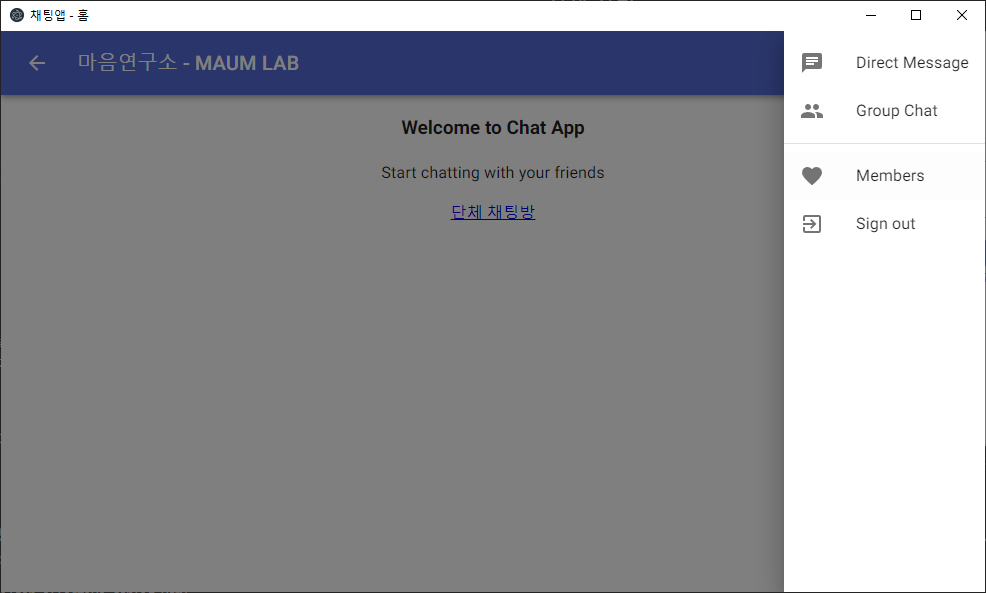 채팅앱 - 홈
마음연구소 - MAUM LAB
Welcome to Chat App
Start chatting with your friends
단체 채팅방
Direct Message
Group Chat
Members
Sign out